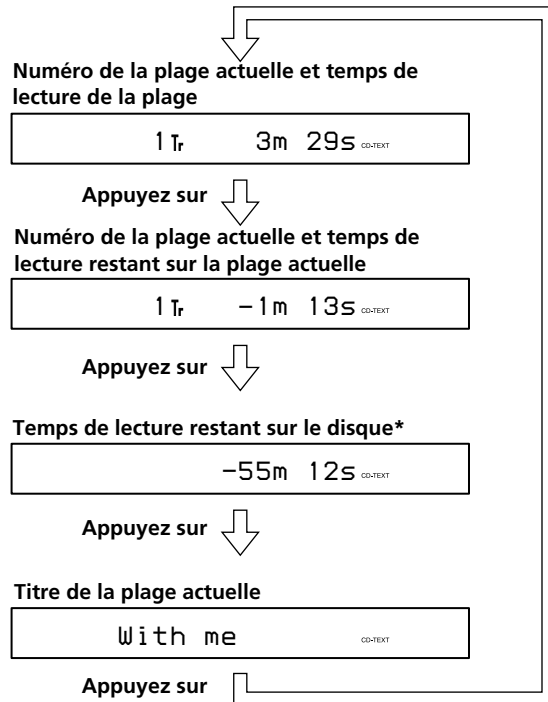 Numéro de la plage actuelle et temps de
lecture de la plage
1 Tr 3m 29s CD-TEXT
Appuyez sur
Numéro de la plage actuelle et temps de
lecture restant sur la plage actuelle
1 Tr -1m 13s CD-TEXT
Appuyez sur
Temps de lecture restant sur le disque*
-55m 12s CD-TEXT
Appuyez sur
Titre de la plage actuelle
With me CD-TEXT
Appuyez sur